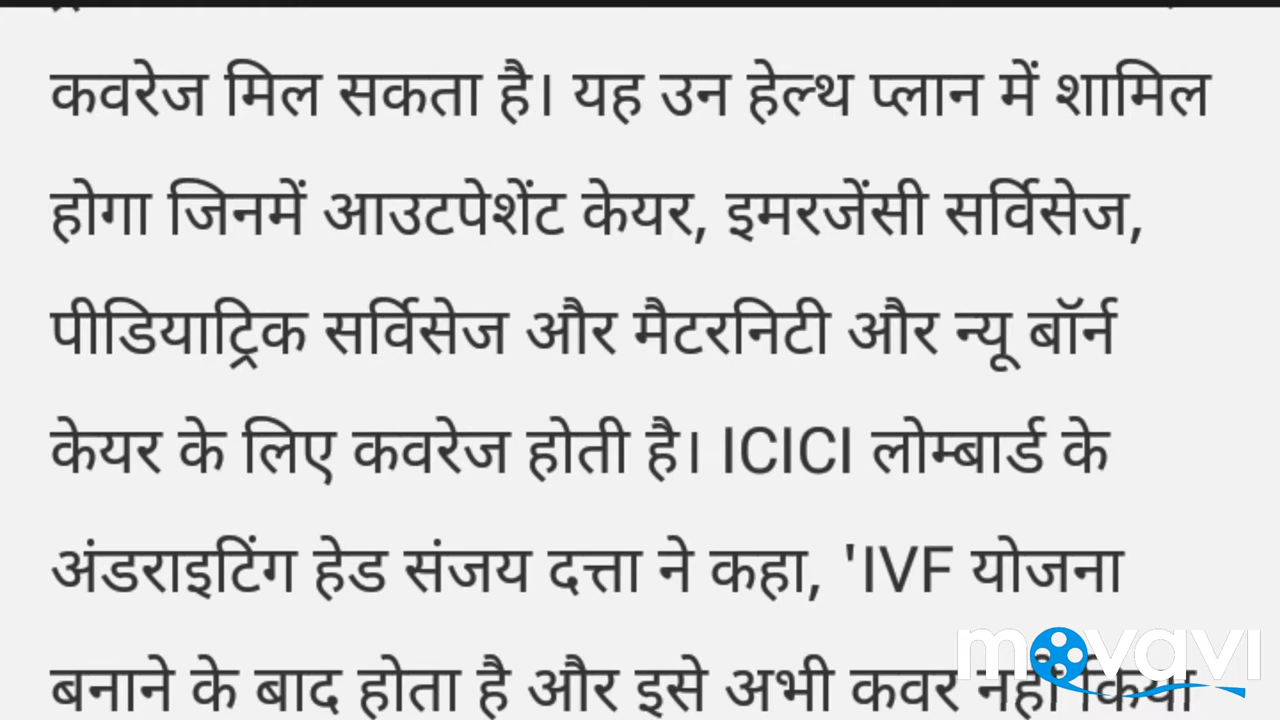 कवरेज मिल सकता है। यह उन हेल्थ प्लान में शामिल
होगा जिनमें आउटपेशेंट केयर, इमरजेंसी सर्विसेज,
पीडियाट्रिक सर्विसेज और मैटरनिटी और न्यू बॉर्न
केयर के लिए कवरेज होती है। ICICI लोम्बार्ड के
अंडराइटिंग हेड संजय दत्ता ने कहा, 'IVF योजना
बनाने के बाद होता है और इसे अभी कवर नहीं किया
movavi